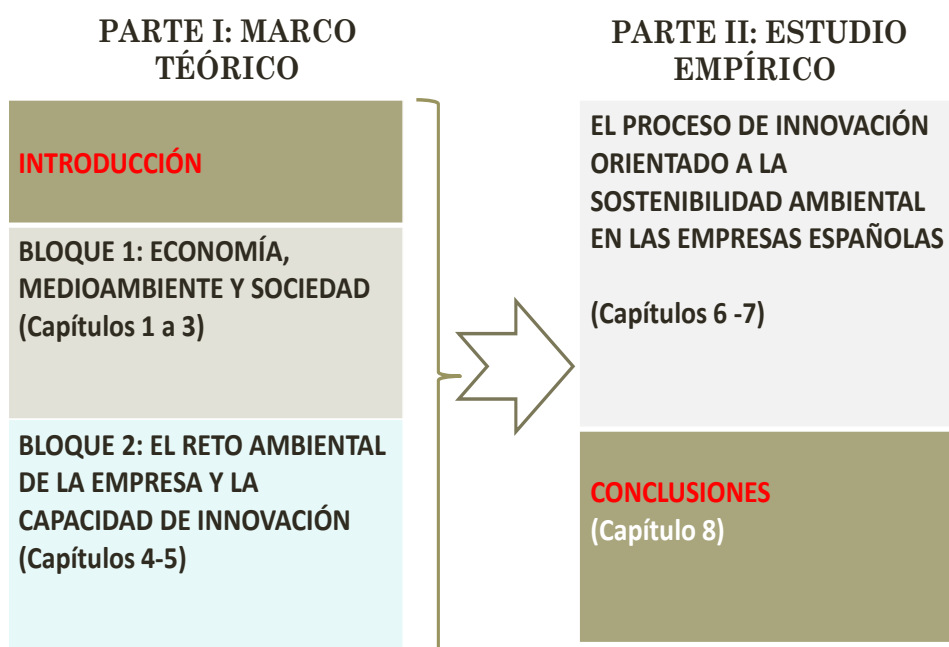 PARTE I: MARCO
TÉÓRICO
INTRODUCCIÓN
BLOQUE 1: ECONOMÍA,
MEDIOAMBIENTE Y SOCIEDAD
(Capítulos 1 a 3)
BLOQUE 2: EL RETO AMBIENTAL
DE LA EMPRESA Y LA
CAPACIDAD DE INNOVACIÓN
(Capítulos 4-5)
PARTE II: ESTUDIO
EMPÍRICO
EL PROCESO DE INNOVACIÓN
ORIENTADO A LA
SOSTENIBILIDAD AMBIENTAL
EN LAS EMPRESAS ESPAÑOLAS
(Capítulos 6 -7)
CONCLUSIONES
(Capítulo 8)